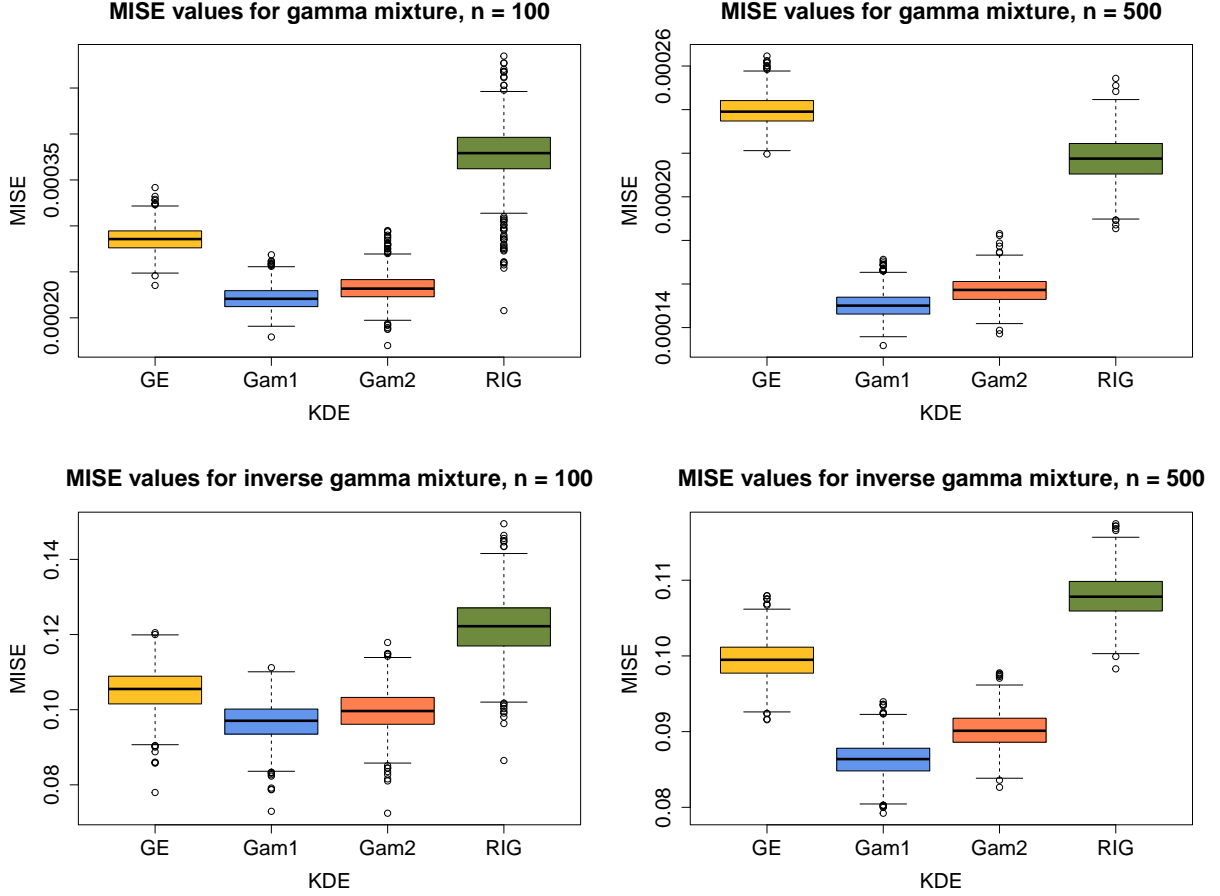 MISE values for gamma mixture, n = 100
MISE
0.00035
0.00020
GE Gam1 Gam2 RIG
KDE
MISE values for gamma mixture, n = 500
MISE
0.00026
0.00020
0.00014
GE Gam1 Gam2 RIG
KDE
MISE values for inverse gamma mixture, n = 100
MISE
0.14
0.12
0.10
0.08
GE Gam1 Gam2 RIG
KDE
MISE values for inverse gamma mixture, n = 500
MISE
0.11
0.10
0.09
0.08
GE Gam1 Gam2 RIG
KDE